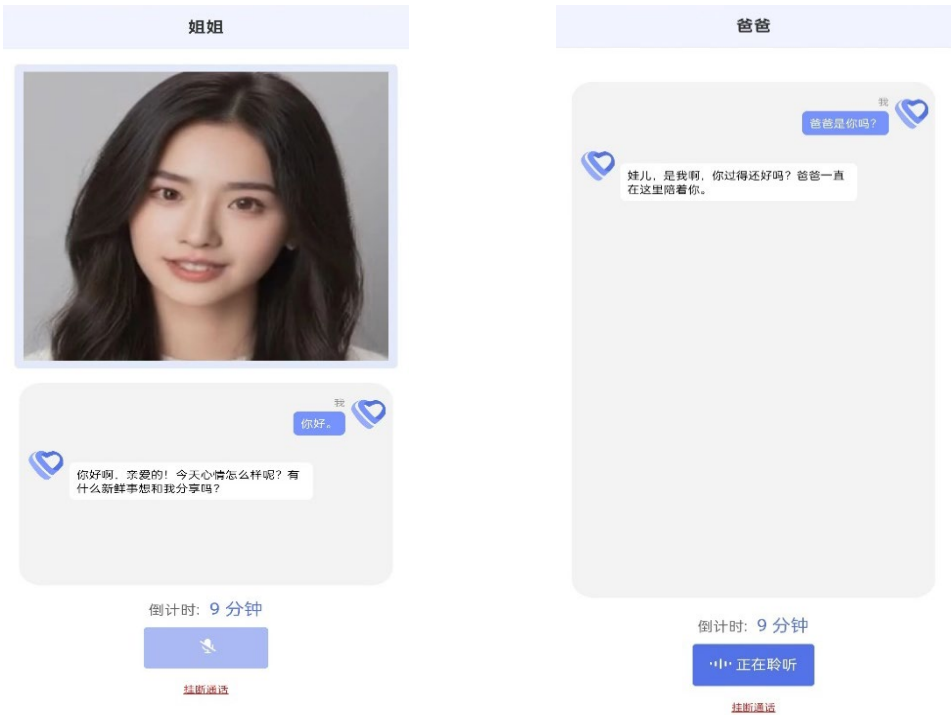 姐姐
我
你好。
你好啊，亲爱的！今天心情怎么样呢？有
什么新鲜事想和我分享吗？
倒计时: 9 分钟
挂断通话
爸爸
我
爸爸是你吗？
娃儿，是我啊，你过得还好吗？爸爸一直
在这里陪着你。
倒计时: 9 分钟
正在聆听
挂断通话